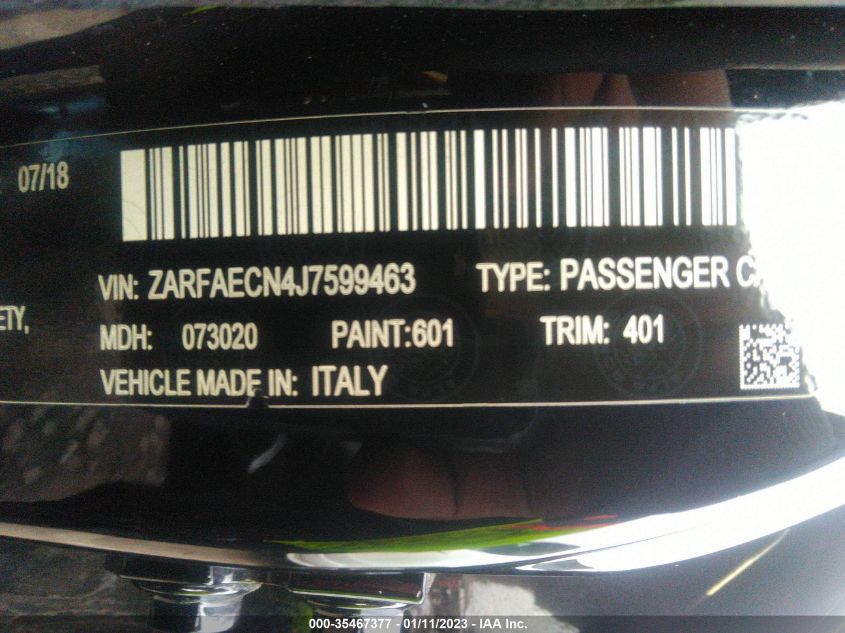 07/18
VIN: ZARFAECN4J7599463 TYPE: PASSENGER
ETY,
MDH: 073020 PAINT:601 TRIM: 401
VEHICLE MADE IN: ITALY
000-35467377 - 01/11/2023 - IAA Inc.